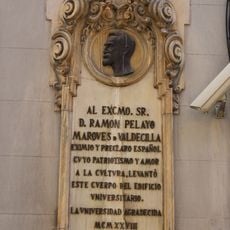 AL EXCMO. SR.
D. RAMON PELAYO
MARQVES DE VALDECILLA
EXIMIO Y PRECLARO ESPAÑOL
CVYO PATRIOTISMO Y AMOR
A LA CVLTVRA, LEVANTÓ
ESTE CVERPO DEL EDIFICIO
VNIVERSITARIO.
LA VNIVERSIDAD AGRADECIDA
MCMXXVIII